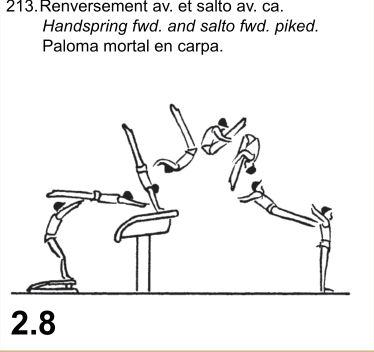 213. Renversement av. et salto av. ca.
Handspring fwd. and salto fwd. piked.
Paloma mortal en carpa.
2.8